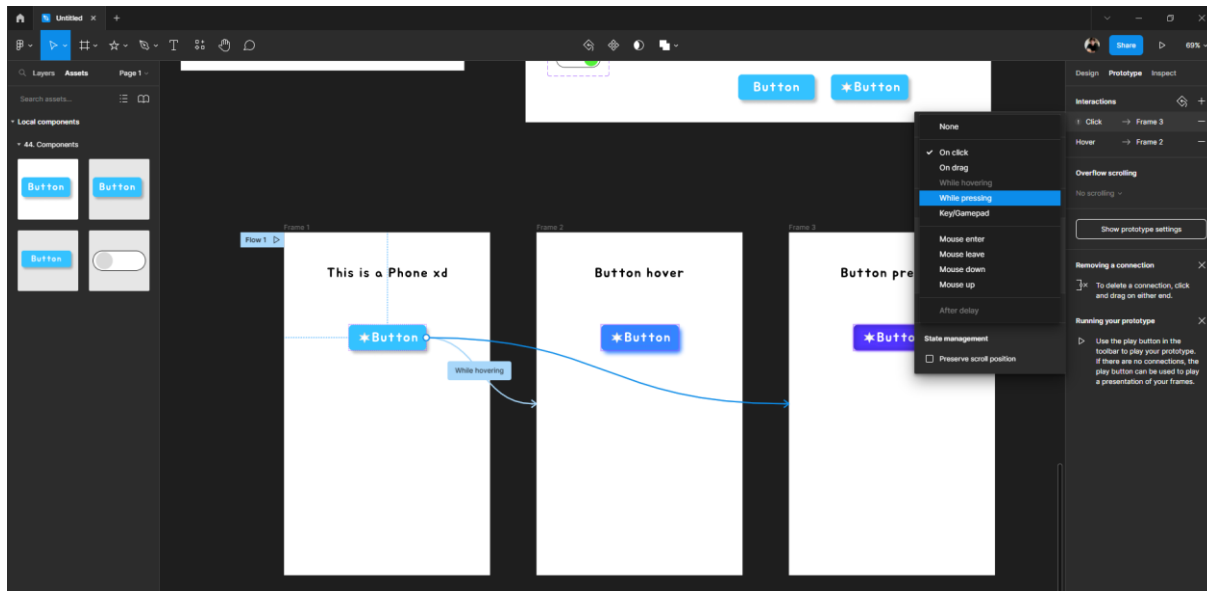 Untitled
Share
69%
Layers
Assets
Page 1
Search assets...
Local components
44. Components
Button
Button
Button
Button
✶Button
Flow 1
Frame 1
This is a Phone xd
✶Button
While hovering
Frame 2
Button hover
✶Button
Frame 3
Button pre
✶Butto
None
On click
On drag
While hovering
While pressing
Key/Gamepad
Mouse enter
Mouse leave
Mouse down
Mouse up
After delay
State management
Preserve scroll position
Design
Prototype
Inspect
Interactions
Click → Frame 3
Hover → Frame 2
Overflow scrolling
No scrolling
Show prototype settings
Removing a connection
To delete a connection, click
and drag on either end.
Running your prototype
Use the play button in the
toolbar to play your prototype.
If there are no connections, the
play button can be used to play
a presentation of your frames.